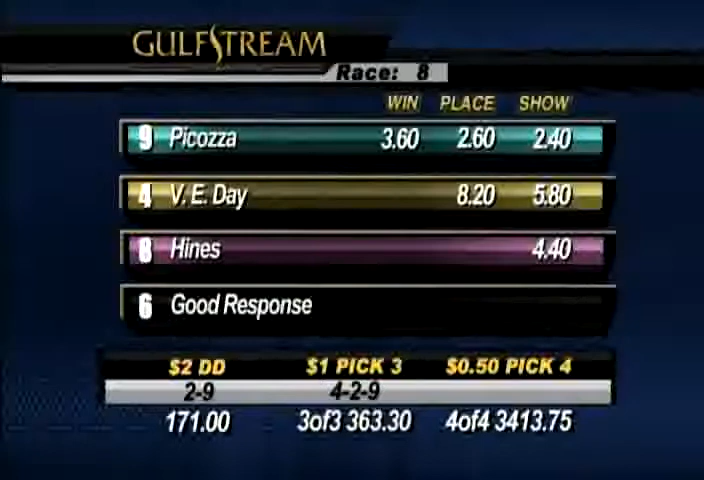 GULFSTREAM
Race: 8
WIN PLACE SHOW
9 Picozza 3.60 2.60 2.40
4 V. E. Day 8.20 5.80
8 Hines 4.40
6 Good Response
$2 DD $1 PICK 3 $0.50 PICK 4
2-9 4-2-9
171.00 3of3 363.30 4of4 3413.75